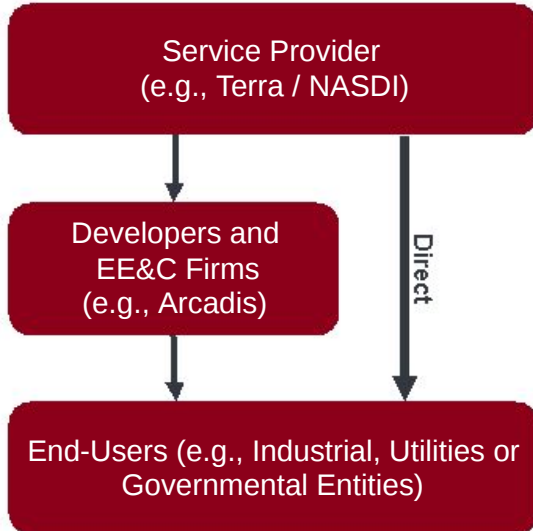 Service Provider
(e.g., Terra / NASDI)
Developers and
EE&C Firms
(e.g., Arcadis)
Direct
End-Users (e.g., Industrial, Utilities or
Governmental Entities)